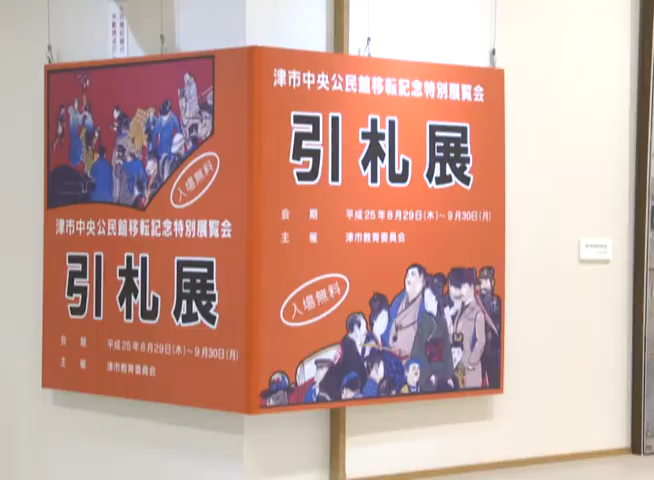 入場無料
津市中央公民館移転記念特別展覧会
引札展
会 期 平成25年8月29日(木)～9月30日(月)
主 催 津市教育委員会
津市中央公民館移転記念特別展覧会
引札展
会 期 平成25年8月29日(木)～9月30日(月)
主 催 津市教育委員会
入場無料